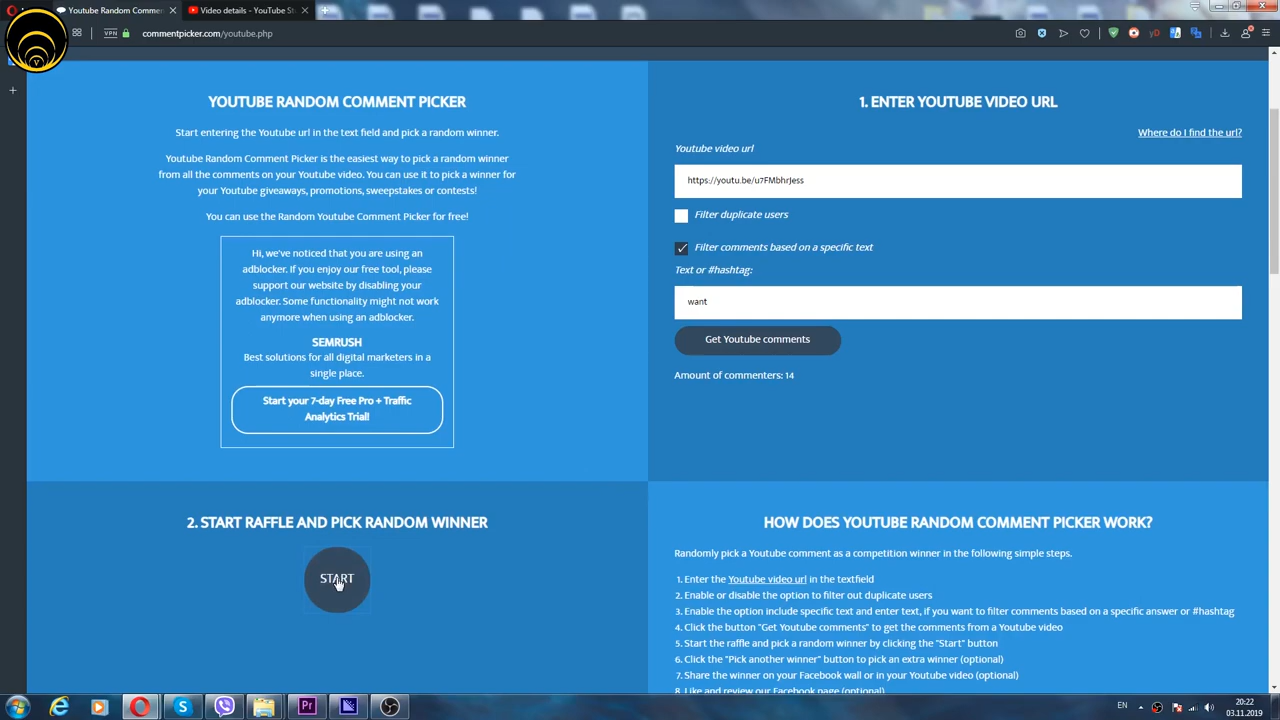 Youtube Random Commen
Video details - YouTube St
VPN
commentpicker.com/youtube.php
YOUTUBE RANDOM COMMENT PICKER
Start entering the Youtube url in the text field and pick a random winner.
Youtube Random Comment Picker is the easiest way to pick a random winner
from all the comments on your Youtube video. You can use it to pick a winner for
your Youtube giveaways, promotions, sweepstakes or contests!
You can use the Random Youtube Comment Picker for free!
Hi, we've noticed that you are using an
adblocker. If you enjoy our free tool, please
support our website by disabling your
adblocker. Some functionality might not work
anymore when using an adblocker.
SEMRUSH
Best solutions for all digital marketers in a
single place.
Start your 7-day Free Pro + Traffic
Analytics Trial!
1. ENTER YOUTUBE VIDEO URL
Where do I find the url?
Youtube video url
https://youtu.be/u7FMbhrJess
Filter duplicate users
Filter comments based on a specific text
Text or #hashtag:
want
Get Youtube comments
Amount of commenters: 14
2. START RAFFLE AND PICK RANDOM WINNER
START
HOW DOES YOUTUBE RANDOM COMMENT PICKER WORK?
Randomly pick a Youtube comment as a competition winner in the following simple steps.
1. Enter the Youtube video url in the textfield
2. Enable or disable the option to filter out duplicate users
3. Enable the option include specific text and enter text, if you want to filter comments based on a specific answer or #hashtag
4. Click the button "Get Youtube comments" to get the comments from a Youtube video
5. Start the raffle and pick a random winner by clicking the "Start" button
6. Click the "Pick another winner" button to pick an extra winner (optional)
7. Share the winner on your Facebook wall or in your Youtube video (optional)
8. Like and review our Facebook page (optional)
Pr
EN
20:22
03.11.2019